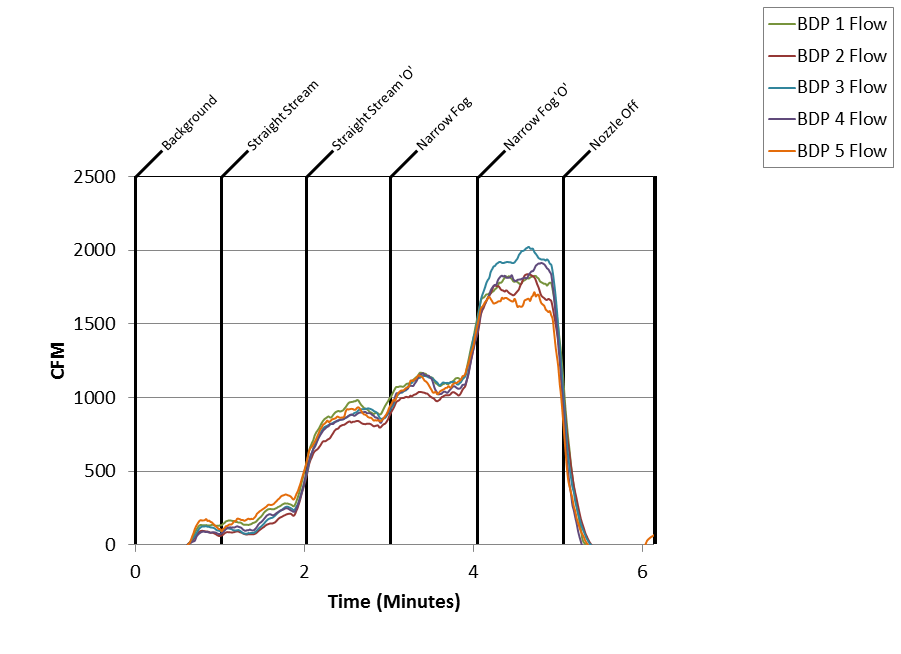 BDP 1 Flow
BDP 2 Flow
BDP 3 Flow
BDP 4 Flow
BDP 5 Flow
Background
Straight Stream
Straight Stream 'O'
Narrow Fog
Narrow Fog 'O'
Nozzle Off
2500
2000
1500
1000
500
0
CFM
0 2 4 6
Time (Minutes)